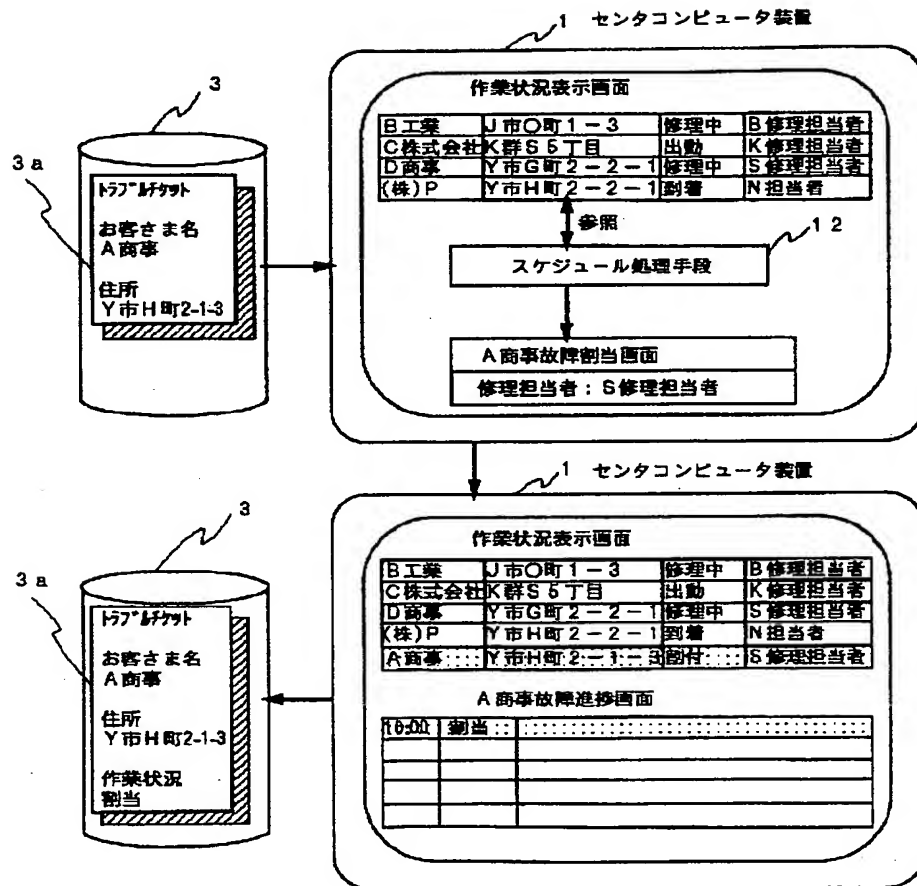 1 センタコンピュータ装置
3
3a
トラブルチケット
お客さま名
A商事
住所
Y市H町2-1-3
作業状況表示画面
B工業 J市〇町1-3 修理中 B修理担当者
C株式会社 K群S5丁目 出動 K修理担当者
D商事 Y市G町2-2-1 修理中 S修理担当者
(株)P Y市H町2-2-1 到着 N担当者
参照
12
スケジュール処理手段
A商事故障割当画面
修理担当者:S修理担当者
1 センタコンピュータ装置
3
3a
トラブルチケット
お客さま名
A商事
住所
Y市H町2-1-3
作業状況
割当
作業状況表示画面
B工業 J市〇町1-3 修理中 B修理担当者
C株式会社 K群S5丁目 出動 K修理担当者
D商事 Y市G町2-2-1 修理中 S修理担当者
(株)P Y市H町2-2-1 到着 N担当者
A商事 Y市H町2-1-3 割付 S修理担当者
A商事故障進捗画面
10:00 割当